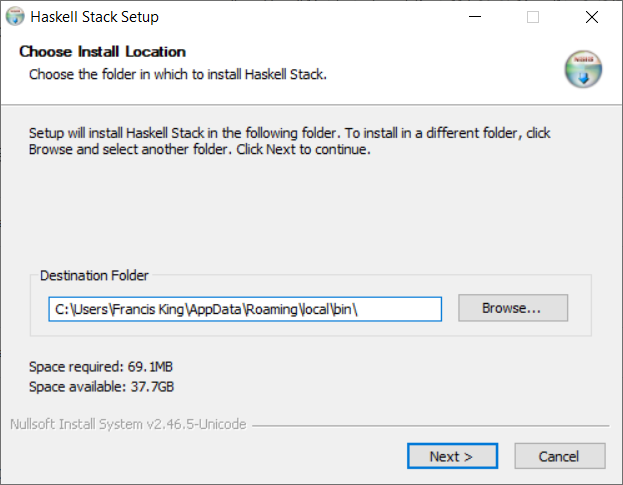 Haskell Stack Setup
Choose Install Location
Choose the folder in which to install Haskell Stack.
Setup will install Haskell Stack in the following folder. To install in a different folder, click
Browse and select another folder. Click Next to continue.
Destination Folder
C:\Users\Francis King\AppData\Roaming\local\bin\
Browse...
Space required: 69.1MB
Space available: 37.7GB
Nullsoft Install System v2.46.5-Unicode
Next >
Cancel